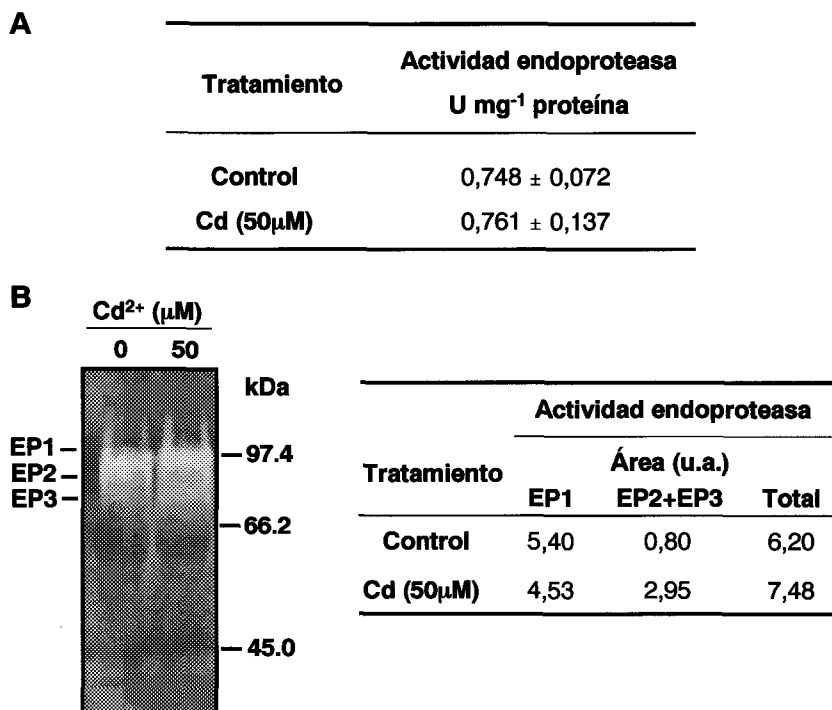 A
Tratamiento
Actividad endoproteasa
U mg-1 proteína
Control 0,748 ± 0,072
Cd (50μM) 0,761 ± 0,137
B
Cd2+ (μM)
0 50
kDa
EP1
EP2
EP3
97.4
66.2
45.0
Actividad endoproteasa
Tratamiento
Área (u.a.)
EP1 EP2+EP3 Total
Control 5,40 0,80 6,20
Cd (50μM) 4,53 2,95 7,48